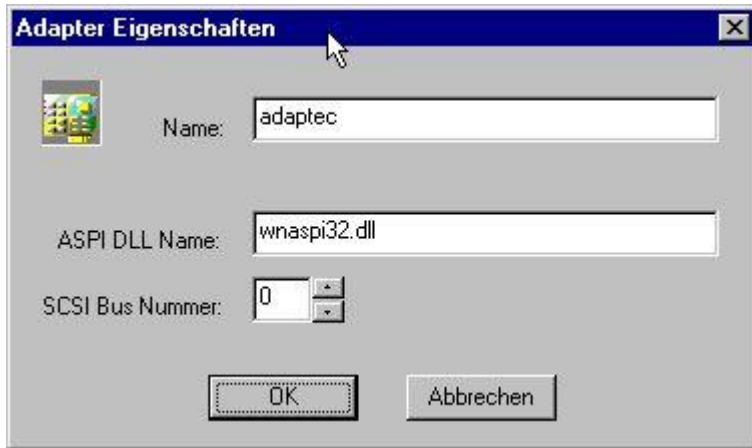 Adapter Eigenschaften
Name: adaptec
ASPI DLL Name: wnaspi32.dll
SCSI Bus Nummer: 0
OK Abbrechen